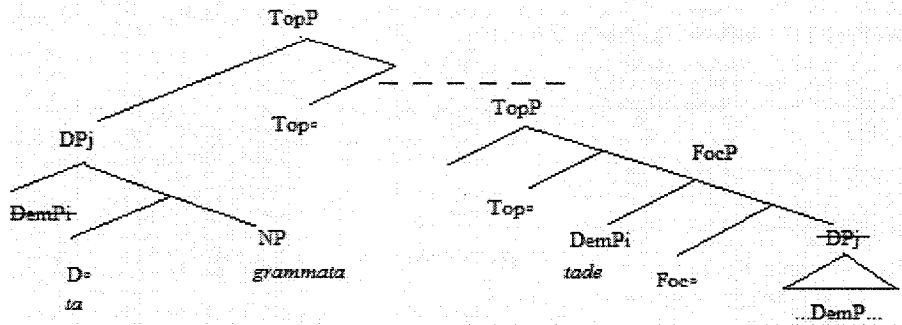 TopP
Top°
TopP
DPj
FocP
DemPi
Top°
NP
DemPi
DPj
D°
grammata
tade
Foc°
ta
...DemP...